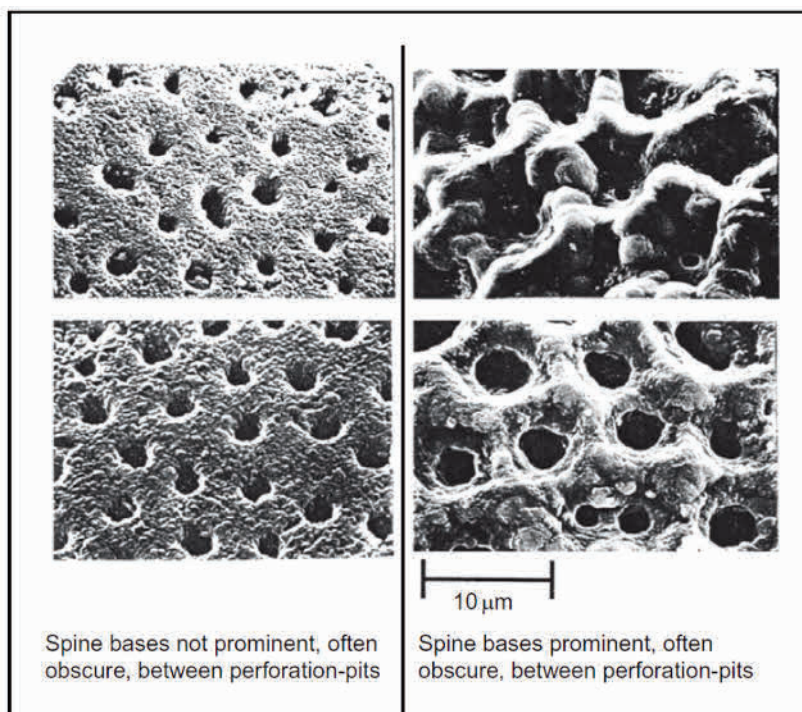 10 μm
Spine bases not prominent, often
obscure, between perforation-pits
Spine bases prominent, often
obscure, between perforation-pits